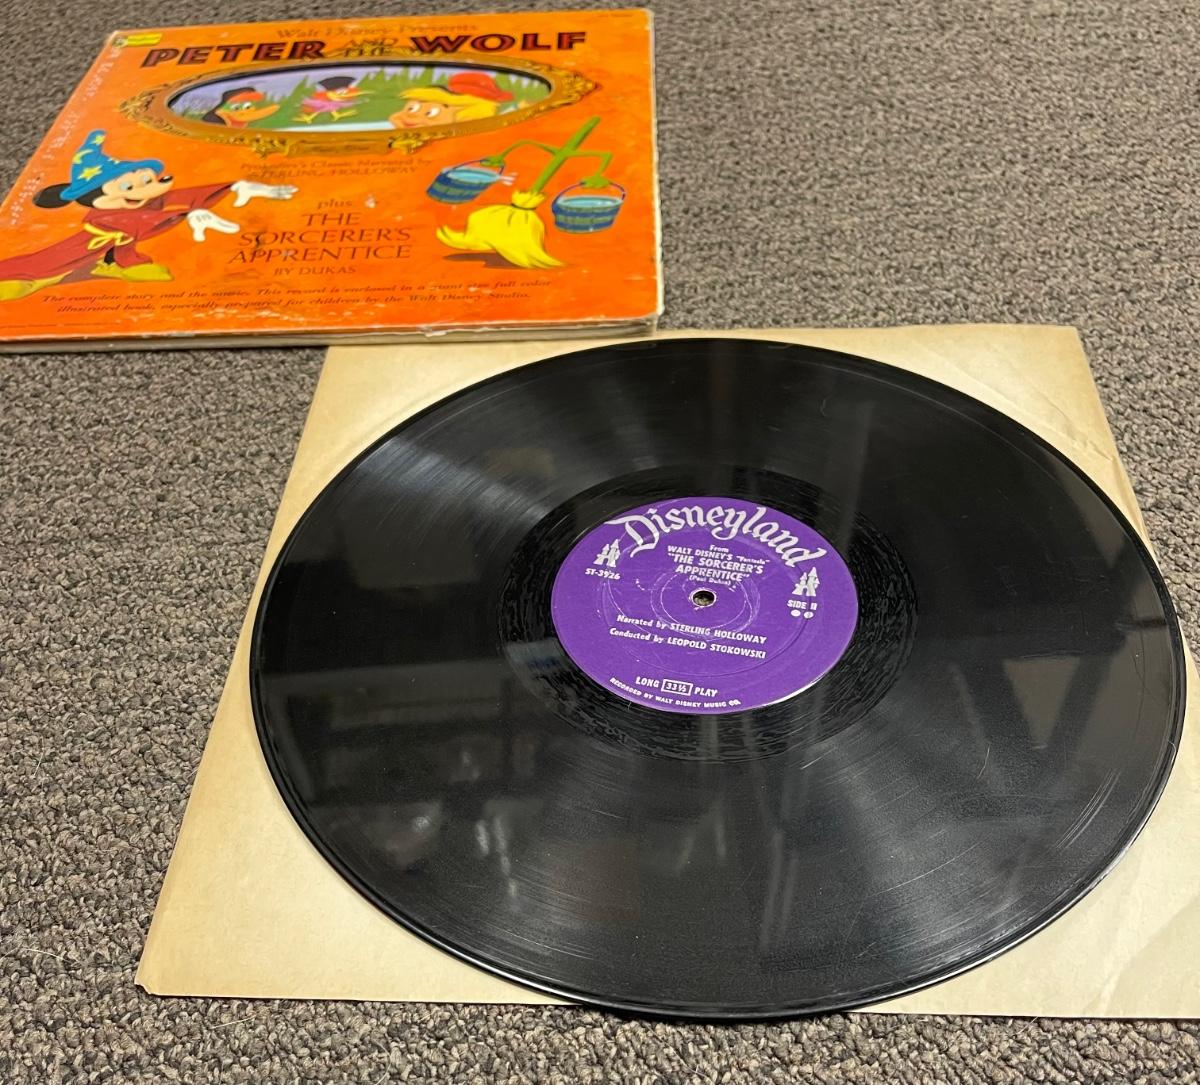 Walt Disney Presents
PETER AND THE WOLF
Prokofiev's Classic Narrated by
STERLING HOLLOWAY
plus
THE
SORCERER'S
APPRENTICE
BY DUKAS
The complete story and the music. This record is enclosed in a giant size full color
illustrated book, especially prepared for children by the Walt Disney Studio.
Disneyland
From
WALT DISNEY'S "Fantasia"
"THE SORCERER'S
APPRENTICE"
(Paul Dukas)
ST-3926
SIDE II
Narrated by STERLING HOLLOWAY
Conducted by LEOPOLD STOKOWSKI
LONG 33⅓ PLAY
RECORDED BY WALT DISNEY MUSIC CO.